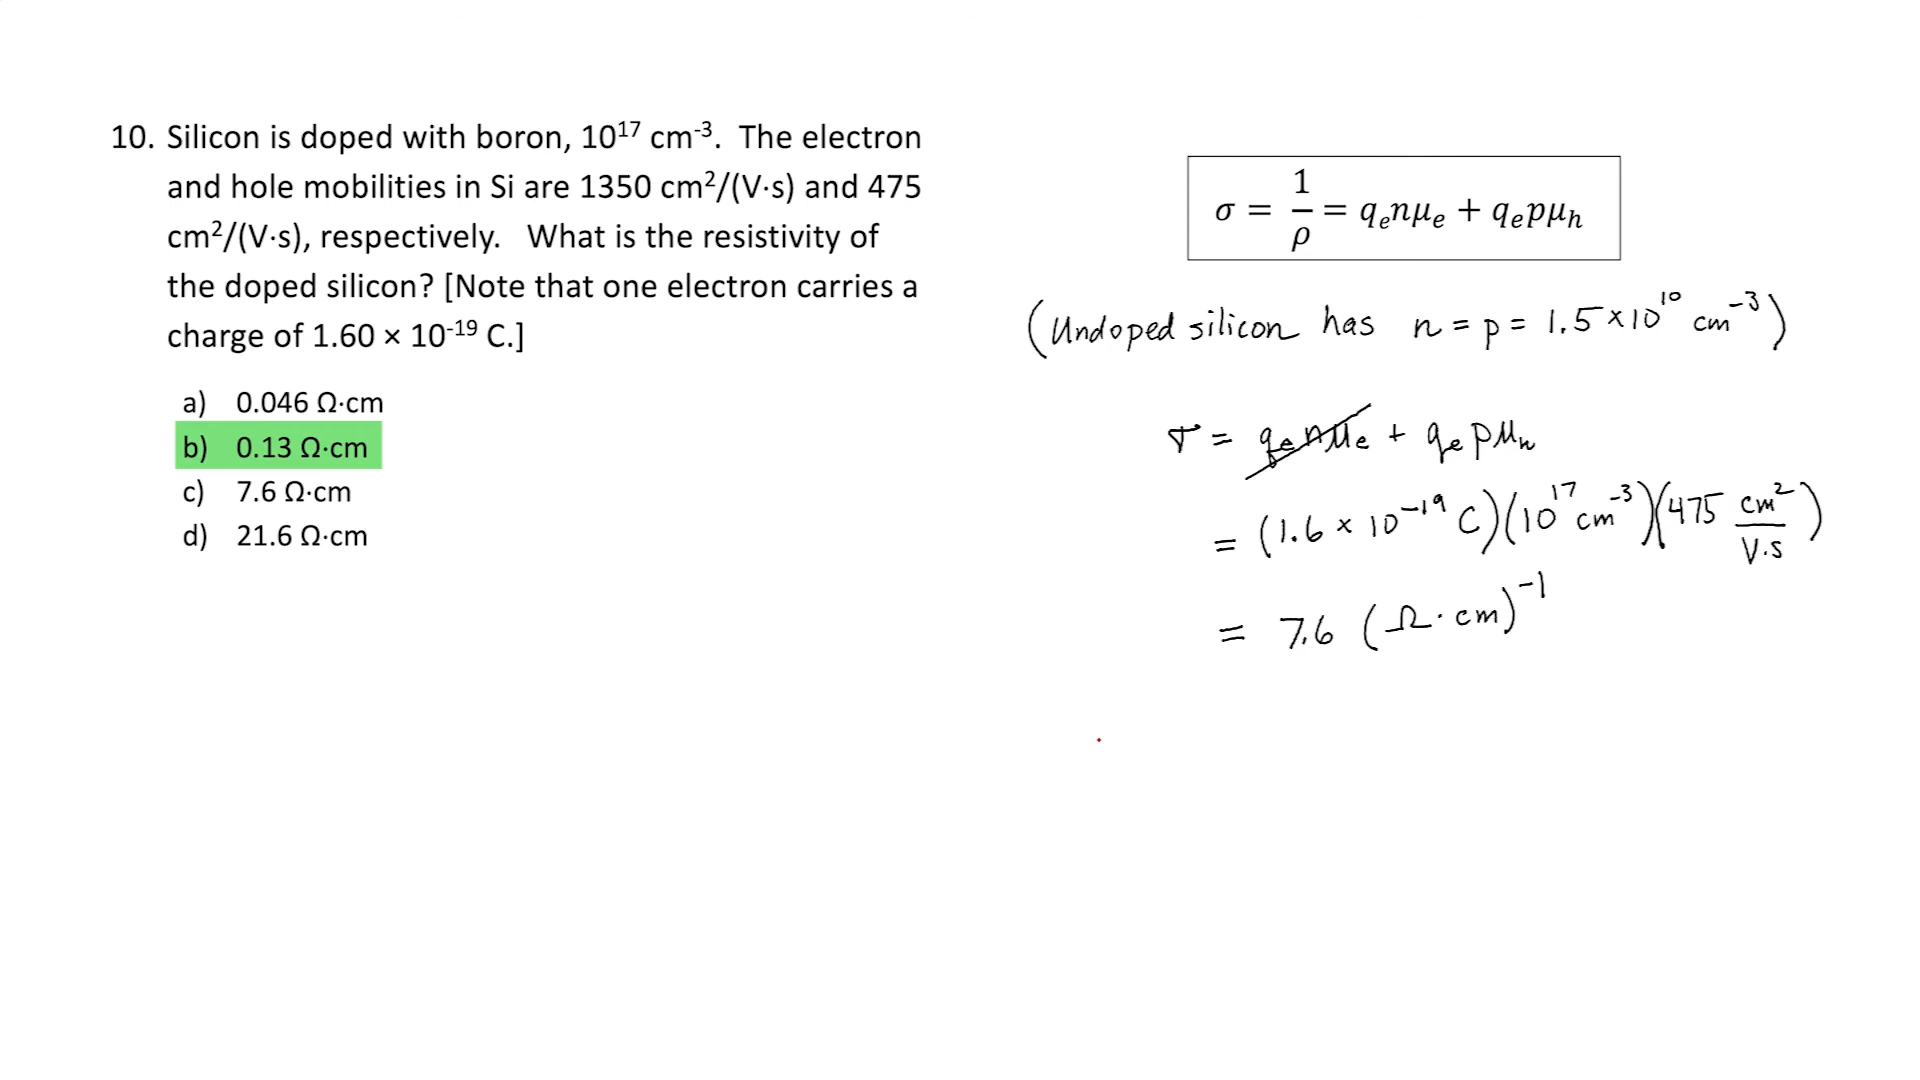 10. Silicon is doped with boron, 10¹⁷ cm⁻³. The electron
and hole mobilities in Si are 1350 cm²/(V·s) and 475
cm²/(V·s), respectively. What is the resistivity of
the doped silicon? [Note that one electron carries a
charge of 1.60 × 10⁻¹⁹ C.]
a) 0.046 Ω·cm
b) 0.13 Ω·cm
c) 7.6 Ω·cm
d) 21.6 Ω·cm
σ = 1/ρ = qₑnμₑ + qₑpμₕ
(Undoped silicon has n = p = 1.5 × 10¹⁰ cm⁻³)
σ = qₑnμₑ + qₑpμₕ
= (1.6 × 10⁻¹⁹ C)(10¹⁷ cm⁻³)(475 cm²/V·s)
= 7.6 (Ω·cm)⁻¹